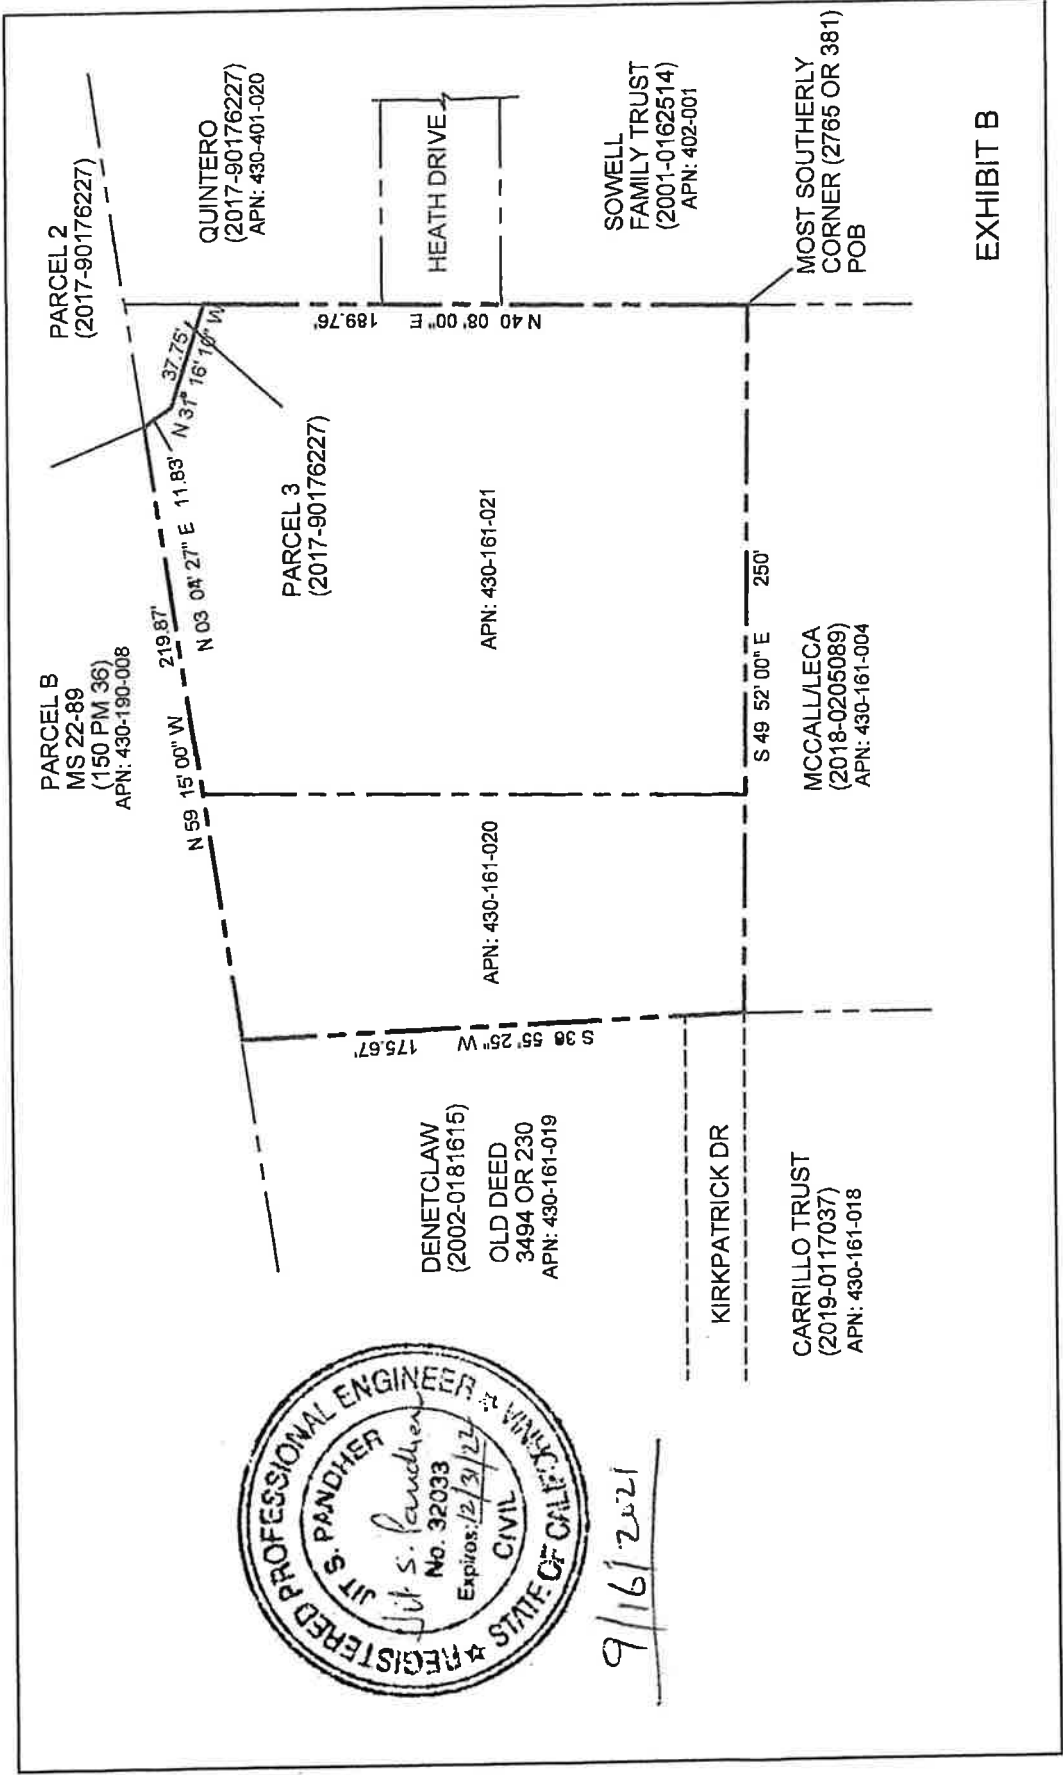 PARCEL B
MS 22-89
(150 PM 36)
APN: 430-190-008
PARCEL 2
(2017-90176227)
N 59 15' 00" W 219.87'
N 03 04' 27" E 11.83'
37.75'
N 31° 16' 10" W
QUINTERO
(2017-90176227)
APN: 430-401-020
PARCEL 3
(2017-90176227)
N 40 08' 00" E 189.76'
HEATH DRIVE
DENETCLAW
(2002-0181615)
OLD DEED
3494 OR 230
APN: 430-161-019
S 38 55' 25" W 175.67'
APN: 430-161-020
APN: 430-161-021
SOWELL
FAMILY TRUST
(2001-0162514)
APN: 402-001
KIRKPATRICK DR
S 49 52' 00" E 250'
CARRILLO TRUST
(2019-0117037)
APN: 430-161-018
MCCALL/LECA
(2018-0205089)
APN: 430-161-004
MOST SOUTHERLY
CORNER (2765 OR 381)
POB
REGISTERED PROFESSIONAL ENGINEER
JIT S. PANDHER
Jit S. Pandher
No. 32033
Expires: 12/31/22
CIVIL
STATE OF CALIFORNIA
9/16/2021
EXHIBIT B